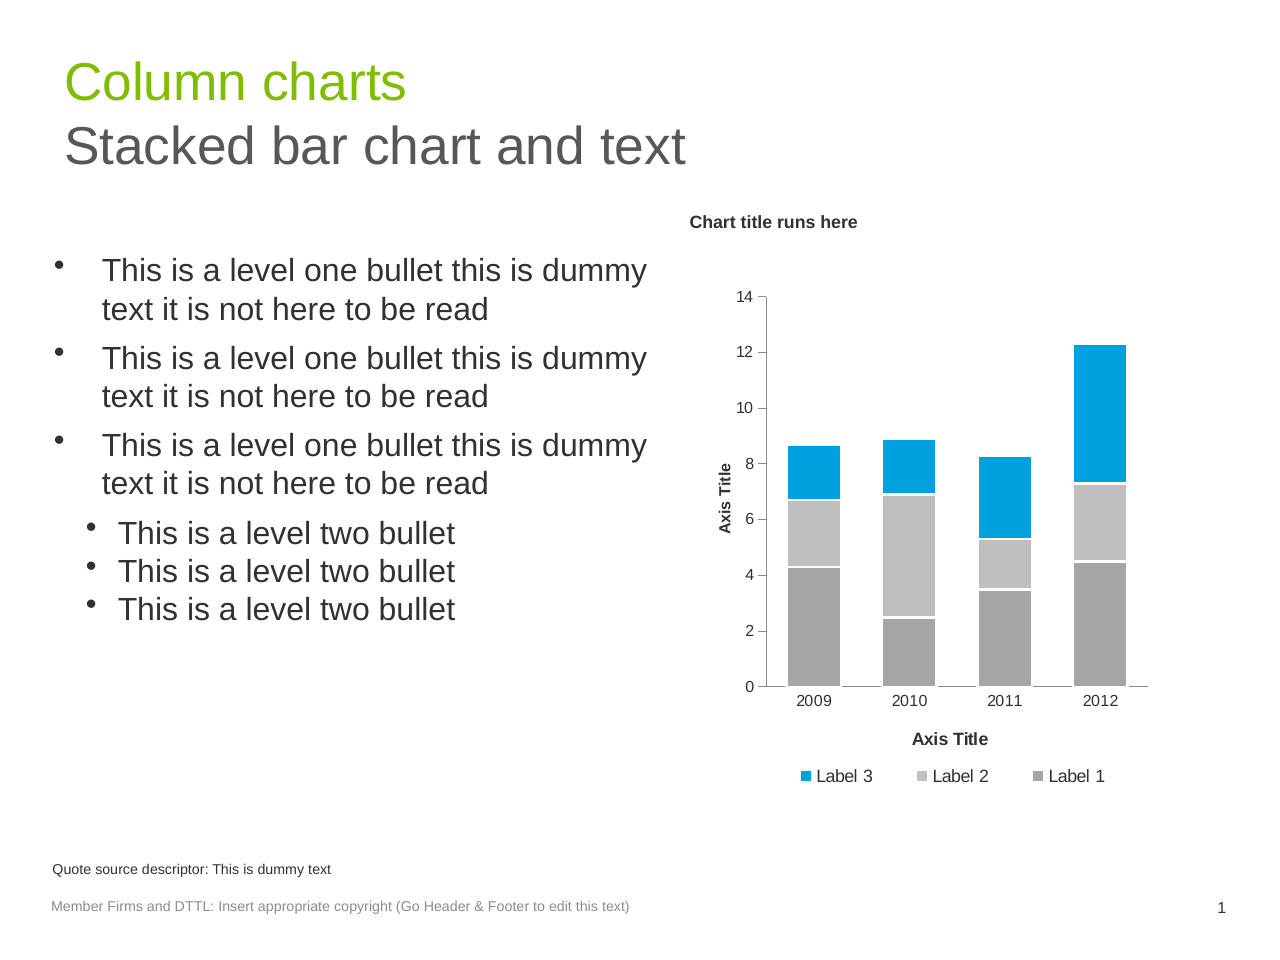 Column charts
Stacked bar chart and text
• This is a level one bullet this is dummy
text it is not here to be read
• This is a level one bullet this is dummy
text it is not here to be read
• This is a level one bullet this is dummy
text it is not here to be read
• This is a level two bullet
• This is a level two bullet
• This is a level two bullet
Chart title runs here
14
12
10
8
6
4
2
0
Axis Title
2009 2010 2011 2012
Axis Title
Label 3 Label 2 Label 1
Quote source descriptor: This is dummy text
Member Firms and DTTL: Insert appropriate copyright (Go Header & Footer to edit this text)
1